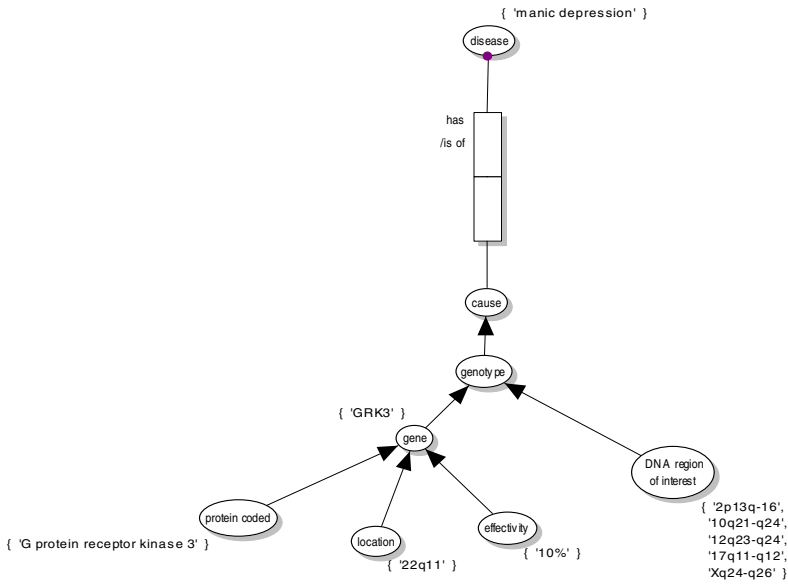 { 'manic depression' }
disease
has
/is of
cause
genotype
{ 'GRK3' }
gene
DNA region
of interest
protein coded
location
effectivity
{ 'G protein receptor kinase 3' }
{ '22q11' }
{ '10%' }
{ '2p13q-16',
'10q21-q24',
'12q23-q24',
'17q11-q12',
'Xq24-q26' }